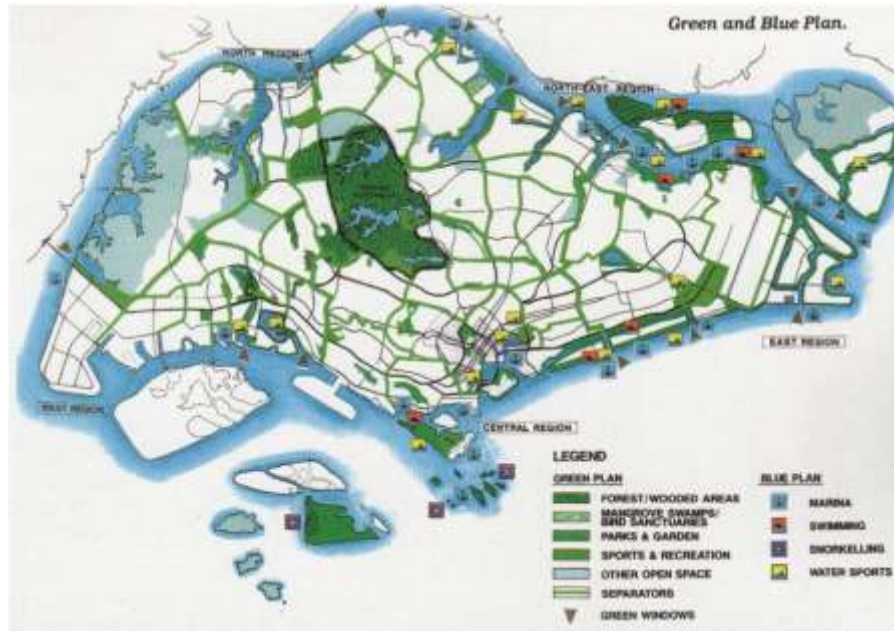 Green and Blue Plan.
NORTH REGION
NORTH-EAST REGION
EAST REGION
WEST REGION
CENTRAL REGION
LEGEND
GREEN PLAN
FOREST/WOODED AREAS
MANGROVE SWAMPS/
BIRD SANCTUARIES
PARKS & GARDEN
SPORTS & RECREATION
OTHER OPEN SPACE
SEPARATORS
GREEN WINDOWS
BLUE PLAN
MARINA
SWIMMING
SNORKELLING
WATER SPORTS